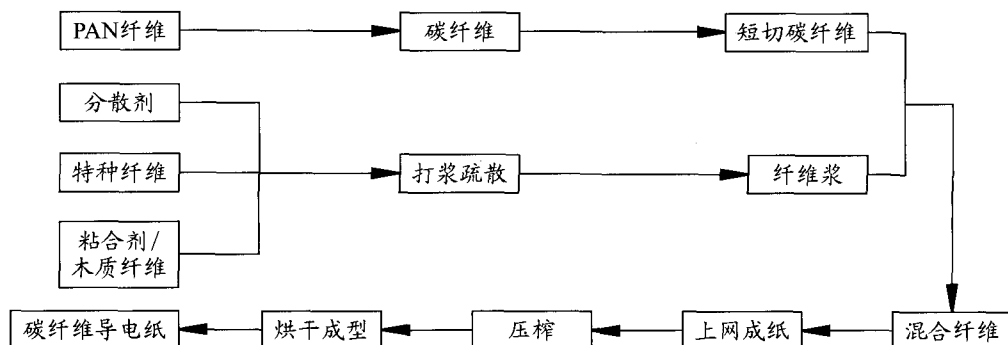 PAN纤维
碳纤维
短切碳纤维
分散剂
特种纤维
打浆疏散
纤维浆
粘合剂/
木质纤维
碳纤维导电纸
烘干成型
压榨
上网成纸
混合纤维